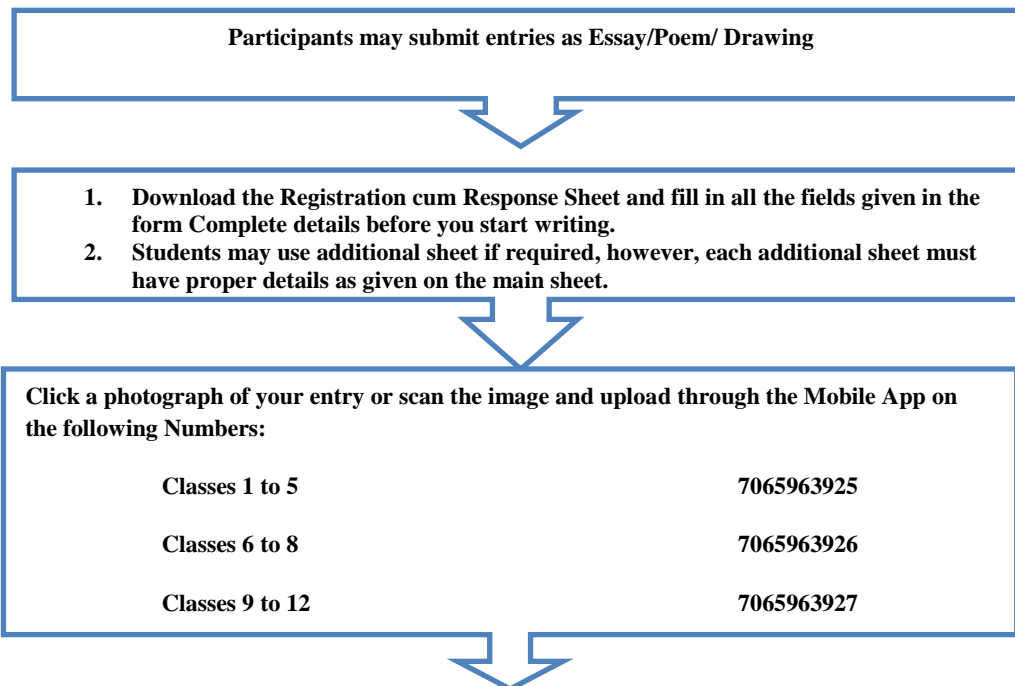 Participants may submit entries as Essay/Poem/ Drawing
1. Download the Registration cum Response Sheet and fill in all the fields given in the
form Complete details before you start writing.
2. Students may use additional sheet if required, however, each additional sheet must
have proper details as given on the main sheet.
Click a photograph of your entry or scan the image and upload through the Mobile App on
the following Numbers:
Classes 1 to 5 7065963925
Classes 6 to 8 7065963926
Classes 9 to 12 7065963927